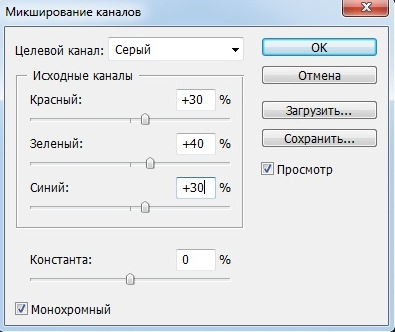 Микширование каналов
Целевой канал: Серый
OK
Исходные каналы
Отмена
Красный: +30 %
Загрузить...
Зеленый: +40 %
Сохранить...
Просмотр
Синий: +30 %
Константа: 0 %
Монохромный